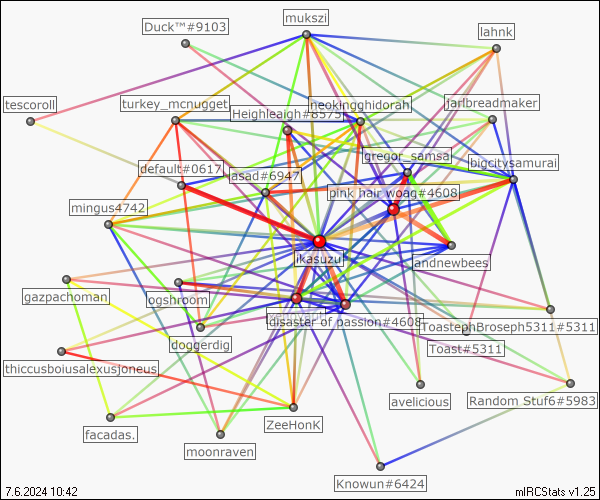 Duck™#9103
mukszi
lahnk
tescoroll
turkey_mcnugget
Heighleaigh#8575
neokingghidorah
jarlbreadmaker
default#0617
asad#6947
gregor_samsa
bigcitysamurai
pink hair woag#4608
mingus4742
ikasuzu
andnewbees
gazpachoman
ogshroom
disaster of passion#4608
ToastephBroseph5311#5311
doggerdig
Toast#5311
thiccusboiusalexusjoneus
avelicious
Random Stuf6#5983
facadas.
ZeeHonK
moonraven
Knowun#6424
7.6.2024 10:42
mIRCStats v1.25